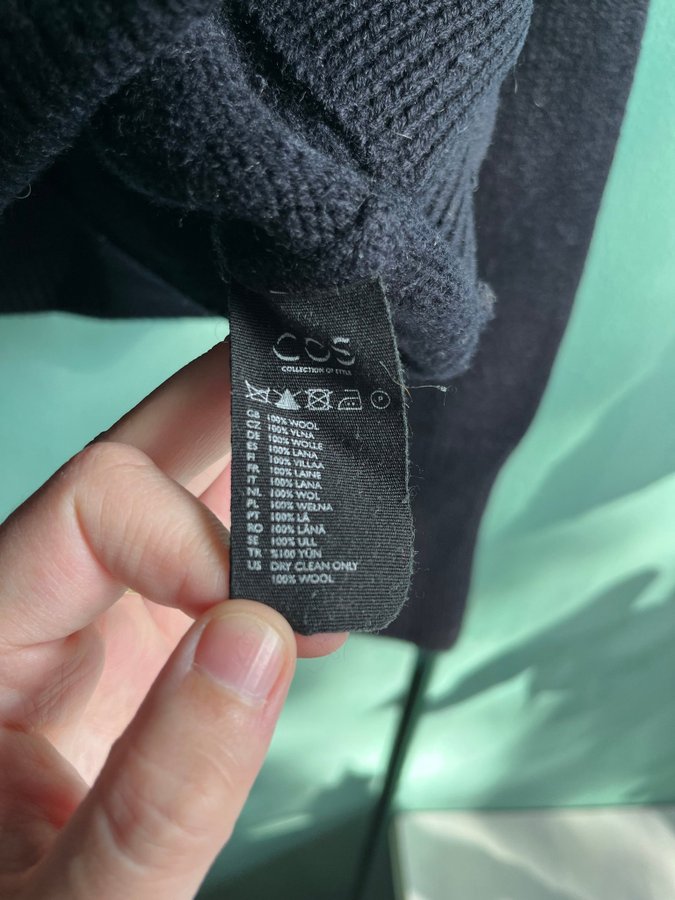 COS
COLLECTION OF STYLE
P
GB 100% WOOL
CZ 100% VLNA
DE 100% WOLLE
ES 100% LANA
FI 100% VILLAA
FR 100% LAINE
IT 100% LANA
NL 100% WOL
PL 100% WEŁNA
PT 100% LÃ
RO 100% LÂNĂ
SE 100% ULL
TR %100 YÜN
US DRY CLEAN ONLY
100% WOOL